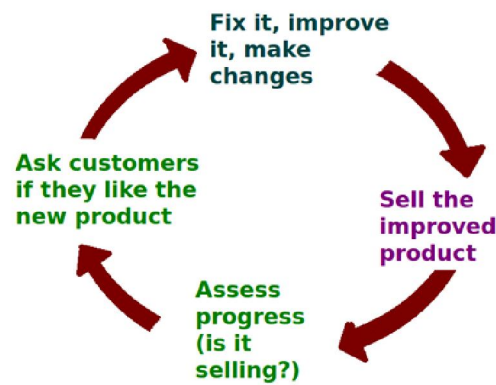 Fix it, improve
it, make
changes
Sell the
improved
product
Assess
progress
(is it
selling?)
Ask customers
if they like the
new product